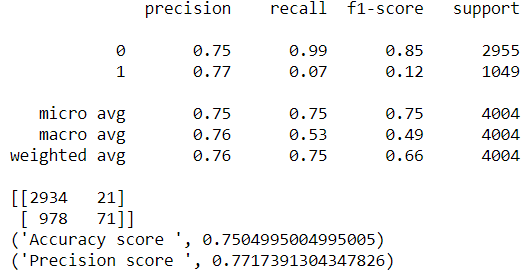 precision recall f1-score support
0 0.75 0.99 0.85 2955
1 0.77 0.07 0.12 1049
micro avg 0.75 0.75 0.75 4004
macro avg 0.76 0.53 0.49 4004
weighted avg 0.76 0.75 0.66 4004
[[2934 21]
[ 978 71]]
('Accuracy score ', 0.7504995004995005)
('Precision score ', 0.7717391304347826)